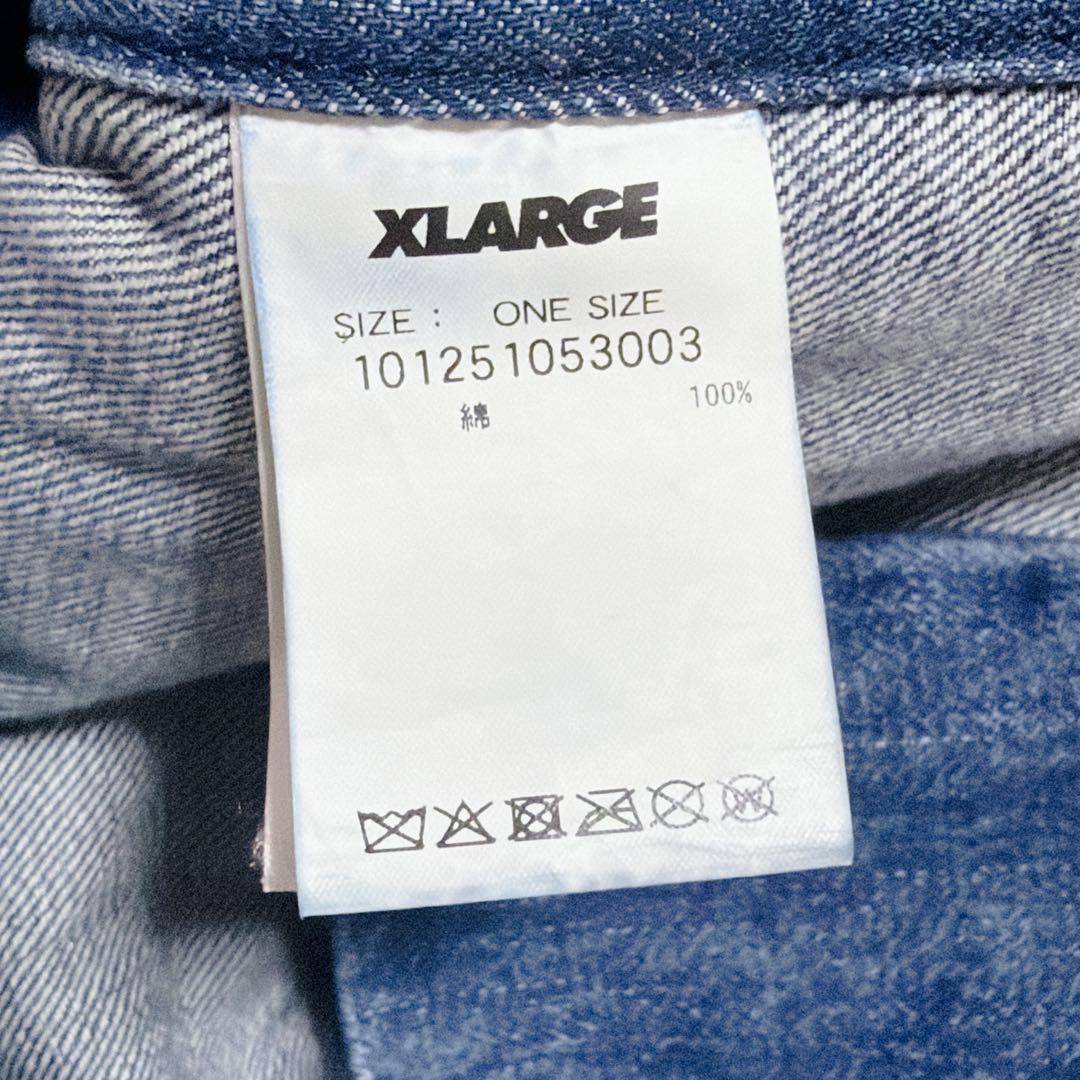 XLARGE
SIZE : ONE SIZE
101251053003
綿 100%